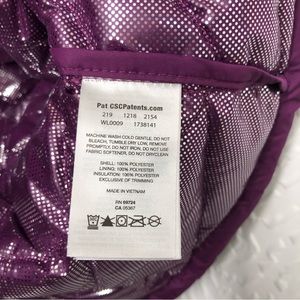 Pat CSCPatents.com
219 1218 2154
WL0009 1738141
MACHINE WASH COLD GENTLE, DO NOT
BLEACH, TUMBLE DRY LOW, REMOVE
PROMPTLY, DO NOT IRON, DO NOT USE
FABRIC SOFTENER, DO NOT DRYCLEAN
SHELL: 100% POLYESTER
LINING: 100% POLYESTER
INSULATION: 100% POLYESTER
EXCLUSIVE OF TRIMMING
MADE IN VIETNAM
RN 69724
CA 05367